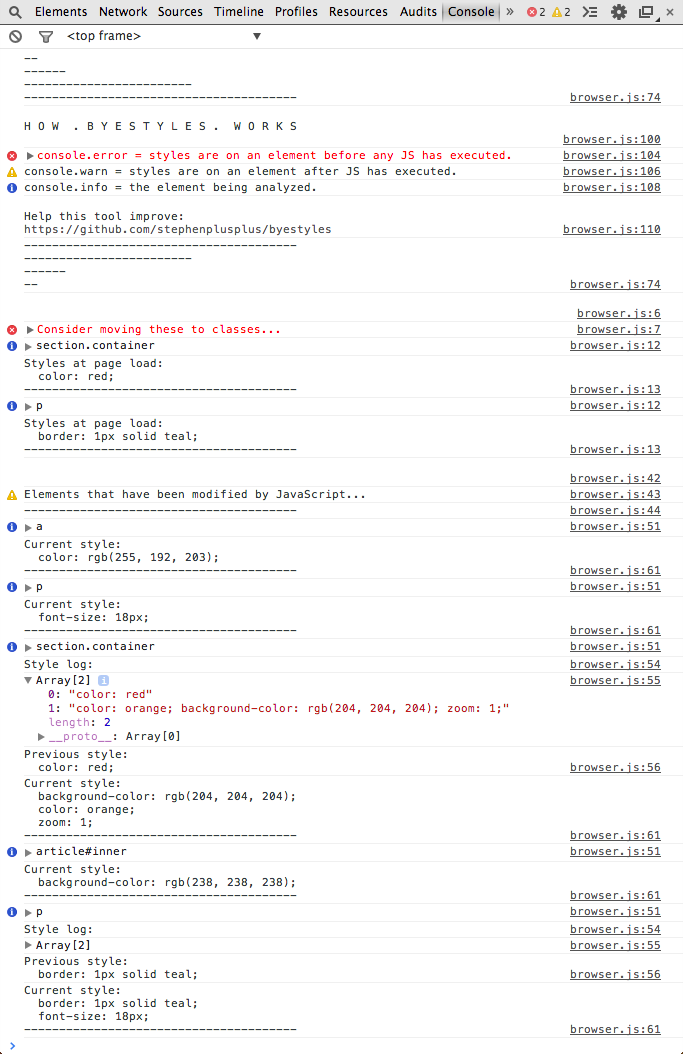 Elements Network Sources Timeline Profiles Resources Audits Console » 2 2
<top frame>
--
------
------------------------
--------------------------------------- browser.js:74
H O W . B Y E S T Y L E S . W O R K S
browser.js:100
console.error = styles are on an element before any JS has executed. browser.js:104
console.warn = styles are on an element after JS has executed. browser.js:106
console.info = the element being analyzed. browser.js:108
Help this tool improve:
https://github.com/stephenplusplus/byestyles browser.js:110
---------------------------------------
------------------------
------
-- browser.js:74
browser.js:6
Consider moving these to classes... browser.js:7
section.container browser.js:12
Styles at page load:
color: red;
--------------------------------------- browser.js:13
p browser.js:12
Styles at page load:
border: 1px solid teal;
--------------------------------------- browser.js:13
browser.js:42
Elements that have been modified by JavaScript... browser.js:43
--------------------------------------- browser.js:44
a browser.js:51
Current style:
color: rgb(255, 192, 203);
--------------------------------------- browser.js:61
p browser.js:51
Current style:
font-size: 18px;
--------------------------------------- browser.js:61
section.container browser.js:51
Style log: browser.js:54
Array[2] i browser.js:55
0: "color: red"
1: "color: orange; background-color: rgb(204, 204, 204); zoom: 1;"
length: 2
__proto__: Array[0]
Previous style:
color: red; browser.js:56
Current style:
background-color: rgb(204, 204, 204);
color: orange;
zoom: 1;
--------------------------------------- browser.js:61
article#inner browser.js:51
Current style:
background-color: rgb(238, 238, 238);
--------------------------------------- browser.js:61
p browser.js:51
Style log: browser.js:54
Array[2] browser.js:55
Previous style:
border: 1px solid teal; browser.js:56
Current style:
border: 1px solid teal;
font-size: 18px;
--------------------------------------- browser.js:61